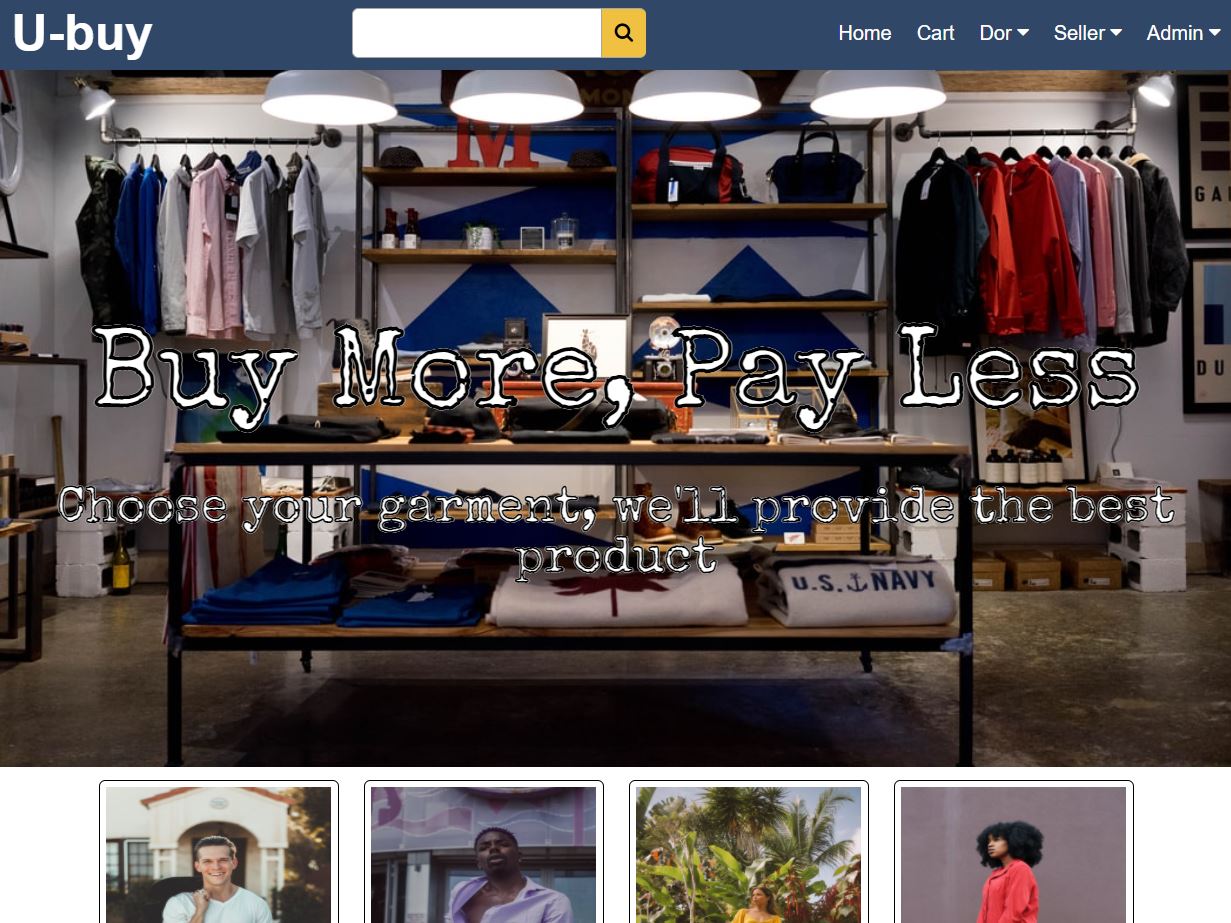 U-buy
Home Cart Dor Seller Admin
M
Buy More, Pay Less
Choose your garment, we'll provide the best
product
U.S. NAVY